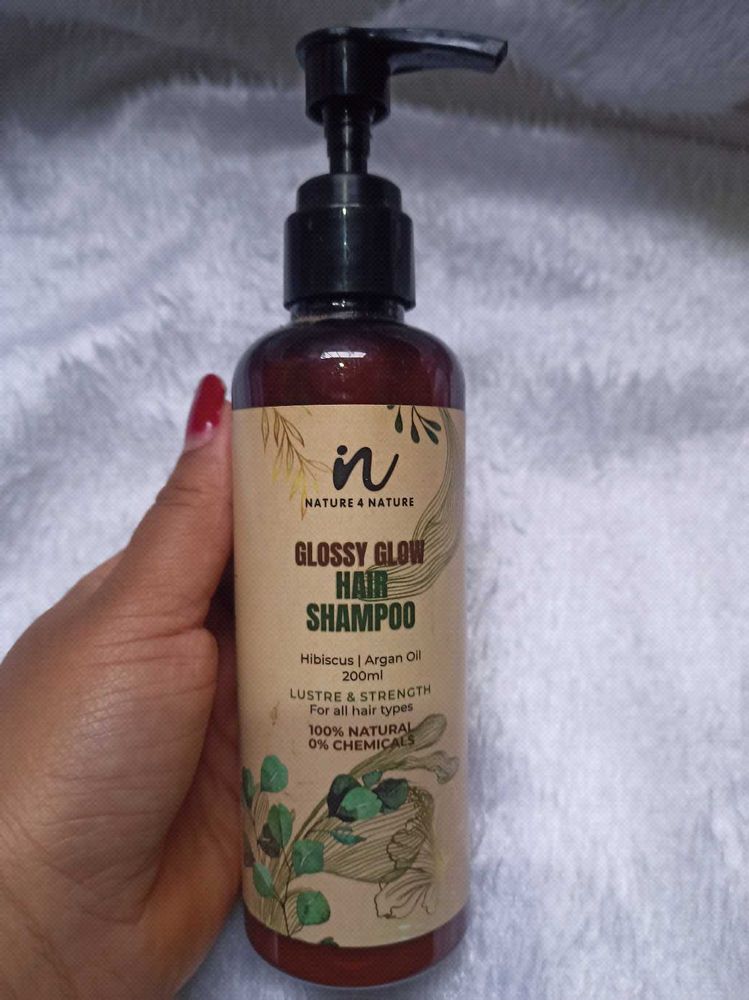 in
NATURE 4 NATURE
GLOSSY GLOW
HAIR
SHAMPOO
Hibiscus | Argan Oil
200ml
LUSTRE & STRENGTH
For all hair types
100% NATURAL
0% CHEMICALS